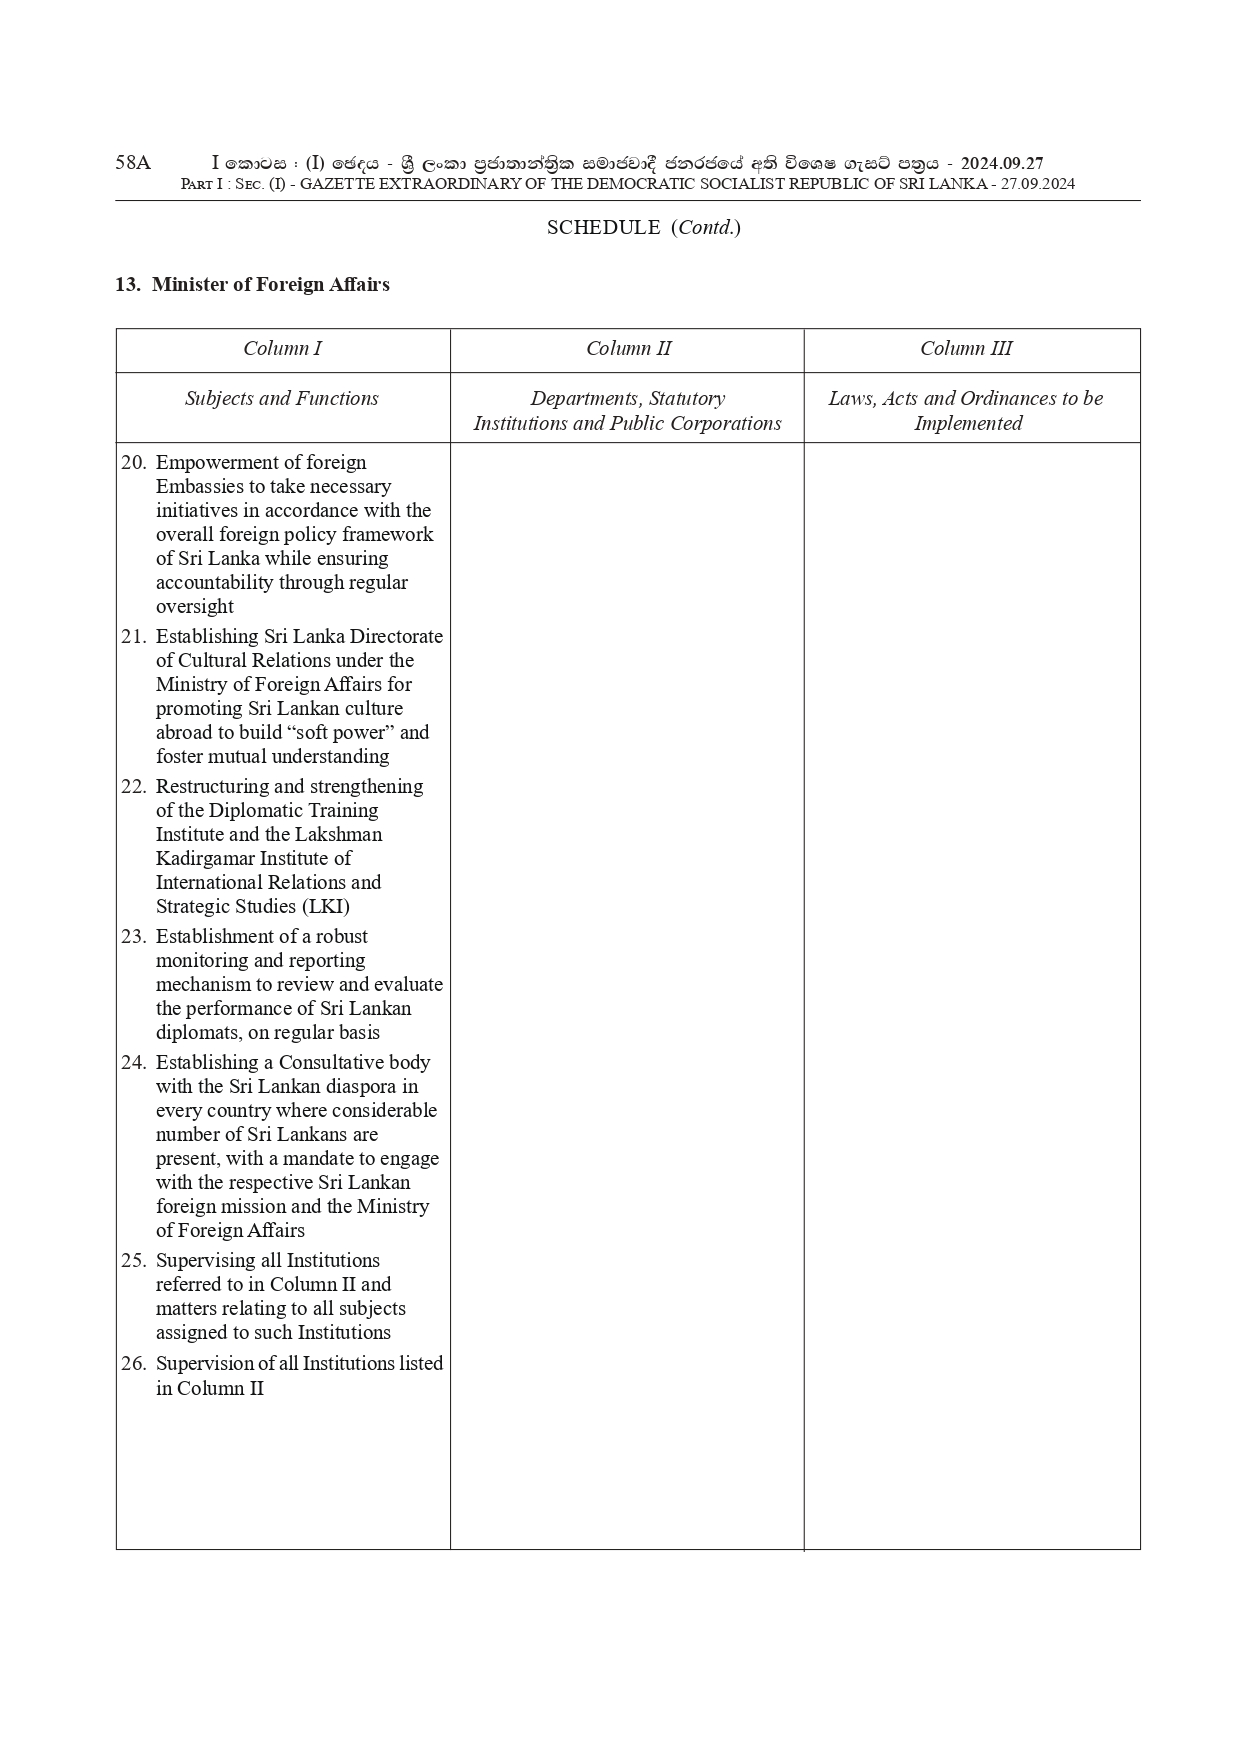 58A I කොටස : (I) ඡෙදය - ශ්‍රී ලංකා ප්‍රජාතාන්ත්‍රික සමාජවාදී ජනරජයේ අති විශෙෂ ගැසට් පත්‍රය - 2024.09.27
PART I : SEC. (I) - GAZETTE EXTRAORDINARY OF THE DEMOCRATIC SOCIALIST REPUBLIC OF SRI LANKA - 27.09.2024
SCHEDULE (Contd.)
13. Minister of Foreign Affairs
Column I
Column II
Column III
Subjects and Functions
Departments, Statutory
Institutions and Public Corporations
Laws, Acts and Ordinances to be
Implemented
20. Empowerment of foreign
Embassies to take necessary
initiatives in accordance with the
overall foreign policy framework
of Sri Lanka while ensuring
accountability through regular
oversight
21. Establishing Sri Lanka Directorate
of Cultural Relations under the
Ministry of Foreign Affairs for
promoting Sri Lankan culture
abroad to build “soft power” and
foster mutual understanding
22. Restructuring and strengthening
of the Diplomatic Training
Institute and the Lakshman
Kadirgamar Institute of
International Relations and
Strategic Studies (LKI)
23. Establishment of a robust
monitoring and reporting
mechanism to review and evaluate
the performance of Sri Lankan
diplomats, on regular basis
24. Establishing a Consultative body
with the Sri Lankan diaspora in
every country where considerable
number of Sri Lankans are
present, with a mandate to engage
with the respective Sri Lankan
foreign mission and the Ministry
of Foreign Affairs
25. Supervising all Institutions
referred to in Column II and
matters relating to all subjects
assigned to such Institutions
26. Supervision of all Institutions listed
in Column II